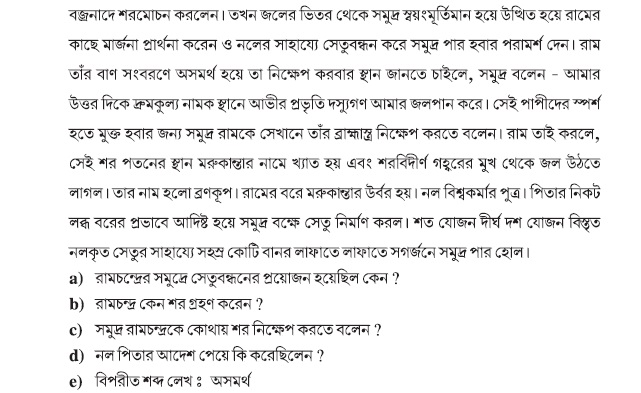 বজ্রনাদে শরমোচন করলেন। তখন জলের ভিতর থেকে সমুদ্র স্বয়ংমূর্তিমান হয়ে উত্থিত হয়ে রামের
কাছে মার্জনা প্রার্থনা করেন ও নলের সাহায্যে সেতুবন্ধন করে সমুদ্র পার হবার পরামর্শ দেন। রাম
তাঁর বাণ সংবরণে অসমর্থ হয়ে তা নিক্ষেপ করবার স্থান জানতে চাইলে, সমুদ্র বলেন - আমার
উত্তর দিকে দ্রুমকুল্য নামক স্থানে আভীর প্রভৃতি দস্যুগণ আমার জলপান করে। সেই পাপীদের স্পর্শ
হতে মুক্ত হবার জন্য সমুদ্র রামকে সেখানে তাঁর ব্রাহ্মাস্ত্র নিক্ষেপ করতে বলেন। রাম তাই করলে,
সেই শর পতনের স্থান মরুকান্তার নামে খ্যাত হয় এবং শরবিদীর্ণ গহ্বরের মুখ থেকে জল উঠতে
লাগল। তার নাম হলো ব্রণকূপ। রামের বরে মরুকান্তার উর্বর হয়। নল বিশ্বকর্মার পুত্র। পিতার নিকট
লব্ধ বরের প্রভাবে আদিষ্ট হয়ে সমুদ্র বক্ষে সেতু নির্মাণ করল। শত যোজন দীর্ঘ দশ যোজন বিস্তৃত
নলকৃত সেতুর সাহায্যে সহস্র কোটি বানর লাফাতে লাফাতে সগর্জনে সমুদ্র পার হোল।
a) রামচন্দ্রের সমুদ্রে সেতুবন্ধনের প্রয়োজন হয়েছিল কেন ?
b) রামচন্দ্র কেন শর গ্রহণ করেন ?
c) সমুদ্র রামচন্দ্রকে কোথায় শর নিক্ষেপ করতে বলেন ?
d) নল পিতার আদেশ পেয়ে কি করেছিলেন ?
e) বিপরীত শব্দ লেখ ঃ অসমর্থ